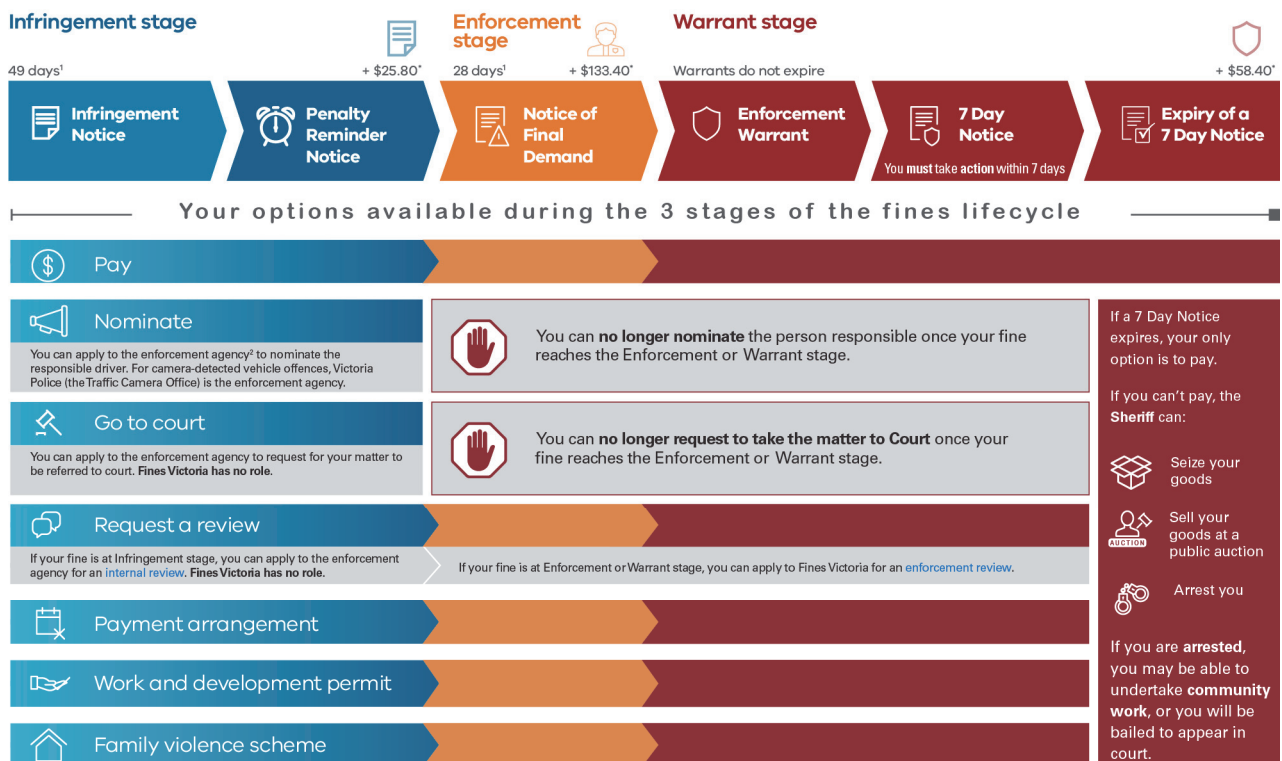 Infringement stage
Enforcement
stage
Warrant stage
49 days¹
+ $25.80*
28 days¹
+ $133.40*
Warrants do not expire
+ $58.40*
Infringement
Notice
Penalty
Reminder
Notice
Notice of
Final
Demand
Enforcement
Warrant
7 Day
Notice
You must take action within 7 days
Expiry of a
7 Day Notice
Your options available during the 3 stages of the fines lifecycle
$ Pay
Nominate
You can apply to the enforcement agency² to nominate the
responsible driver. For camera-detected vehicle offences, Victoria
Police (the Traffic Camera Office) is the enforcement agency.
You can no longer nominate the person responsible once your fine
reaches the Enforcement or Warrant stage.
Go to court
You can apply to the enforcement agency to request for your matter to
be referred to court. Fines Victoria has no role.
You can no longer request to take the matter to Court once your
fine reaches the Enforcement or Warrant stage.
Request a review
If your fine is at Infringement stage, you can apply to the enforcement
agency for an internal review. Fines Victoria has no role.
If your fine is at Enforcement or Warrant stage, you can apply to Fines Victoria for an enforcement review.
Payment arrangement
Work and development permit
Family violence scheme
If a 7 Day Notice
expires, your only
option is to pay.
If you can't pay, the
Sheriff can:
Seize your
goods
AUCTION
Sell your
goods at a
public auction
Arrest you
If you are arrested,
you may be able to
undertake community
work, or you will be
bailed to appear in
court.